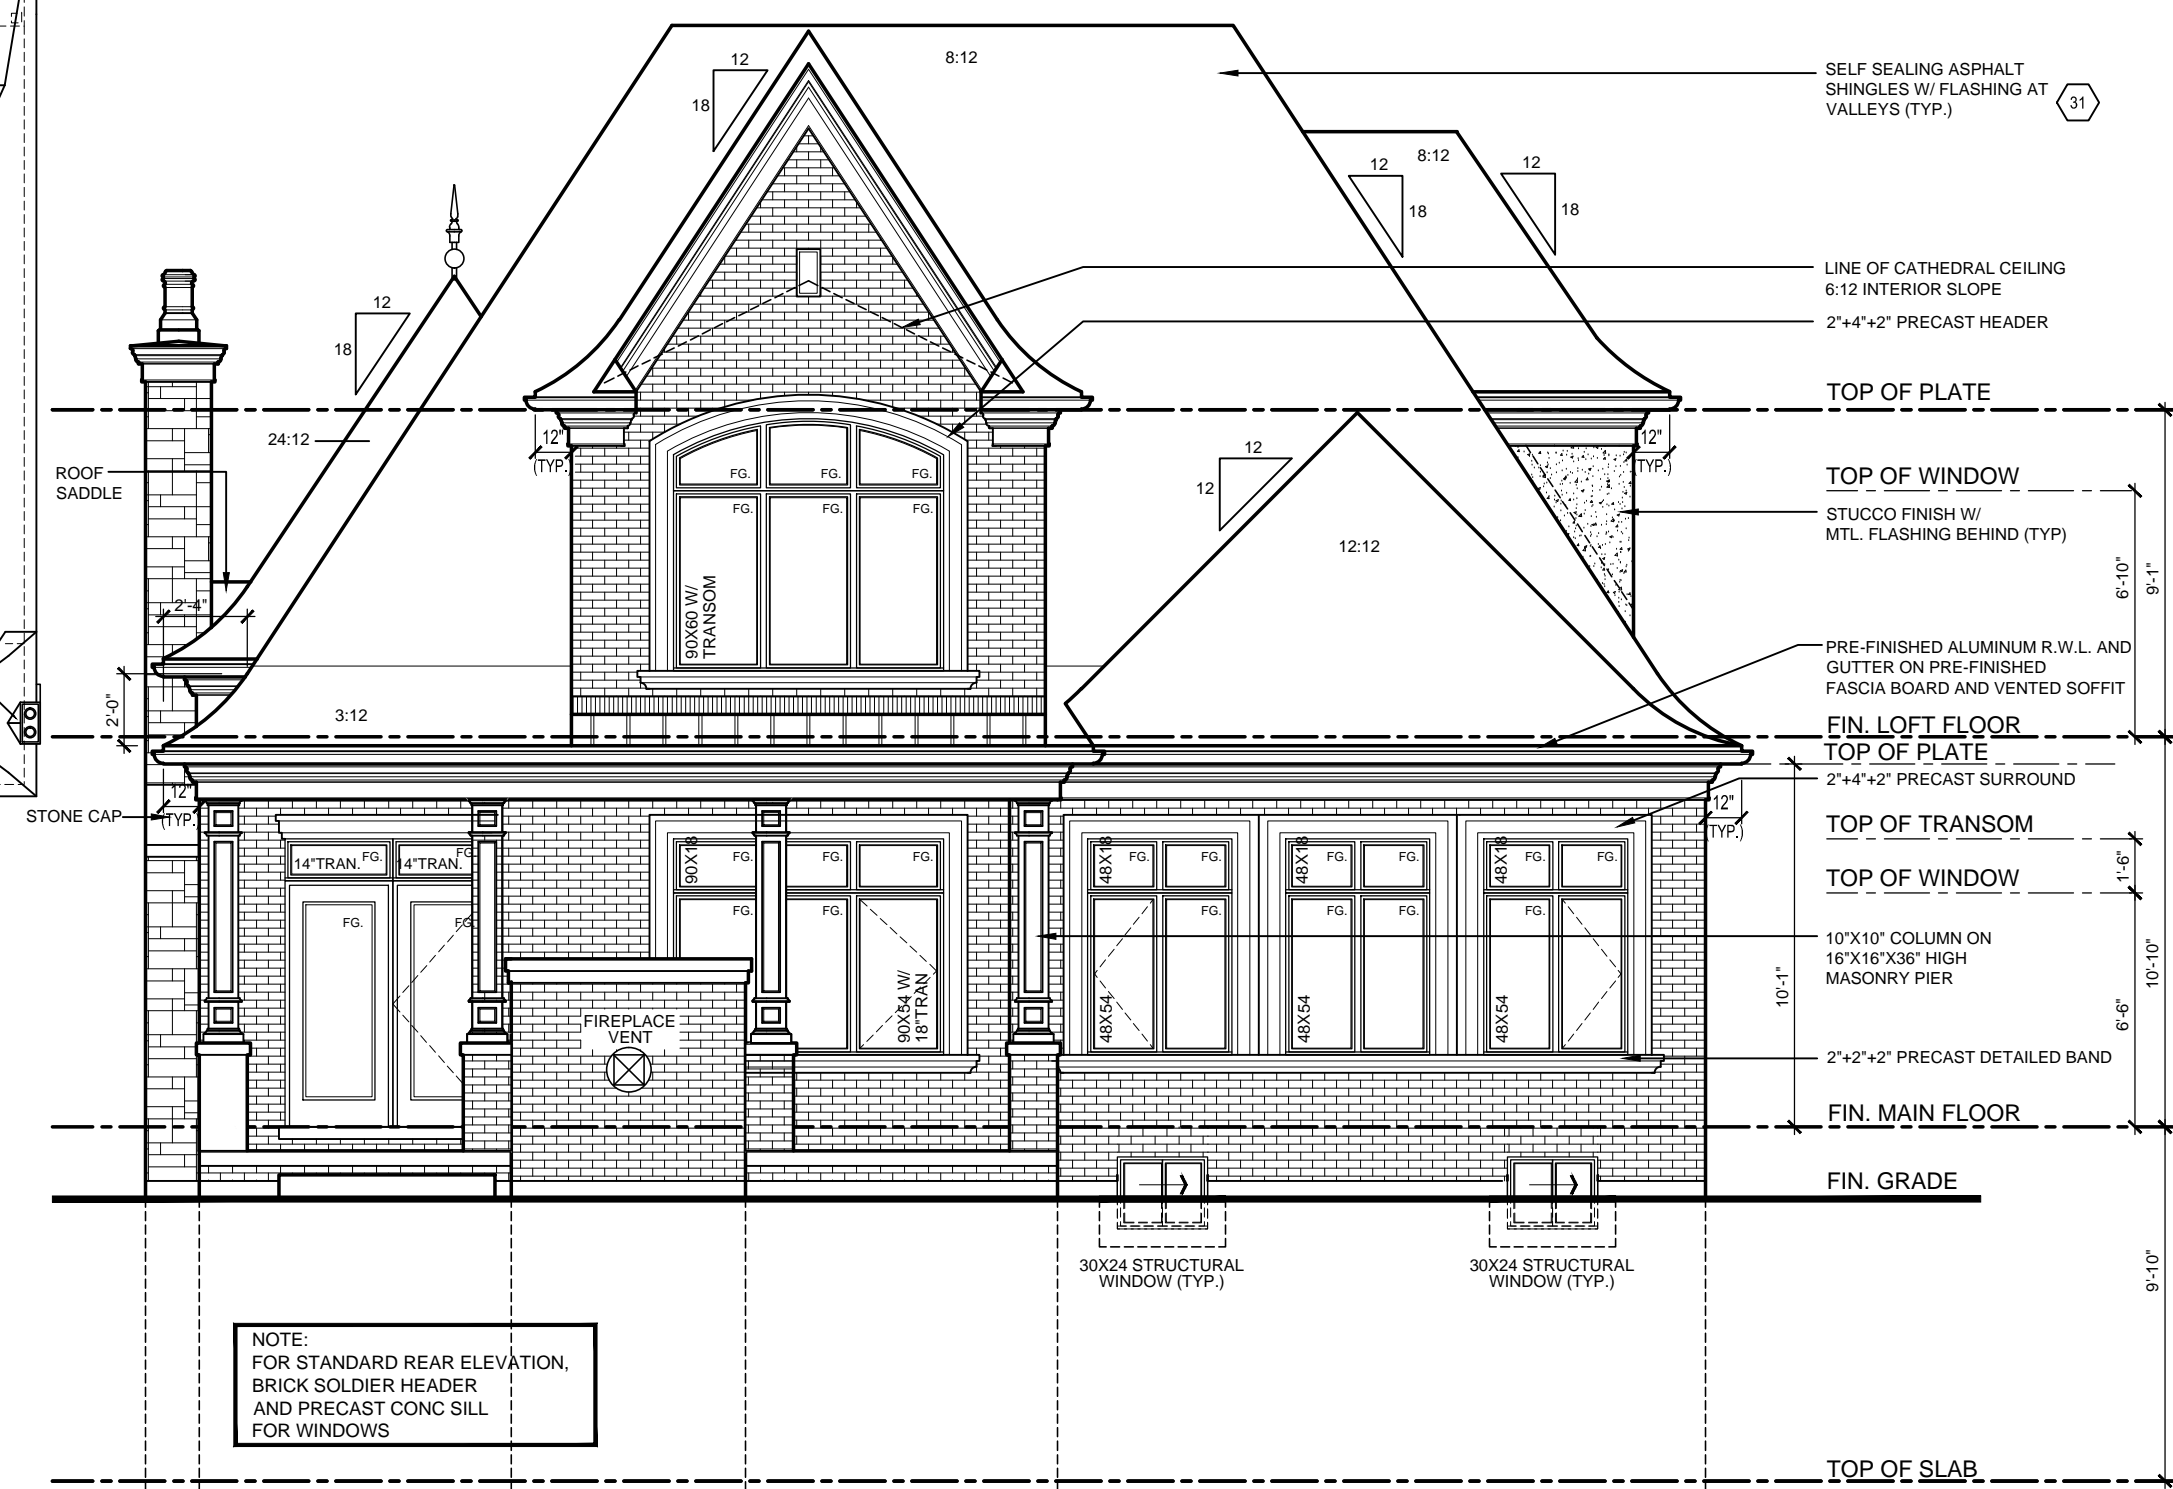 8:12
12
18
SELF SEALING ASPHALT
SHINGLES W/ FLASHING AT
VALLEYS (TYP.)
31
12
8:12
18
12
18
LINE OF CATHEDRAL CEILING
6:12 INTERIOR SLOPE
2"+4"+2" PRECAST HEADER
12
18
TOP OF PLATE
24:12
12"
(TYP.)
12"
(TYP.)
ROOF
SADDLE
FG. FG. FG.
FG. FG. FG.
90X60 W/
TRANSOM
12
12
12:12
TOP OF WINDOW
STUCCO FINISH W/
MTL. FLASHING BEHIND (TYP)
6'-10"
9'-1"
2'-4"
2'-0"
3:12
PRE-FINISHED ALUMINUM R.W.L. AND
GUTTER ON PRE-FINISHED
FASCIA BOARD AND VENTED SOFFIT
FIN. LOFT FLOOR
TOP OF PLATE
2"+4"+2" PRECAST SURROUND
STONE CAP
12"
(TYP.)
12"
(TYP.)
TOP OF TRANSOM
14"TRAN. FG. 14"TRAN. FG.
90X18 FG. FG. FG.
48X18 FG. FG.
48X18 FG. FG.
48X18 FG. FG.
1'-6"
TOP OF WINDOW
FG. FG.
FG. FG.
FG. FG. FG. FG.
10"X10" COLUMN ON
16"X16"X36" HIGH
MASONRY PIER
10'-1"
6'-6"
10'-10"
FIREPLACE
VENT
90X54 W/
18"TRAN
48X54
48X54
48X54
2"+2"+2" PRECAST DETAILED BAND
FIN. MAIN FLOOR
FIN. GRADE
30X24 STRUCTURAL
WINDOW (TYP.)
30X24 STRUCTURAL
WINDOW (TYP.)
9'-10"
NOTE:
FOR STANDARD REAR ELEVATION,
BRICK SOLDIER HEADER
AND PRECAST CONC SILL
FOR WINDOWS
TOP OF SLAB